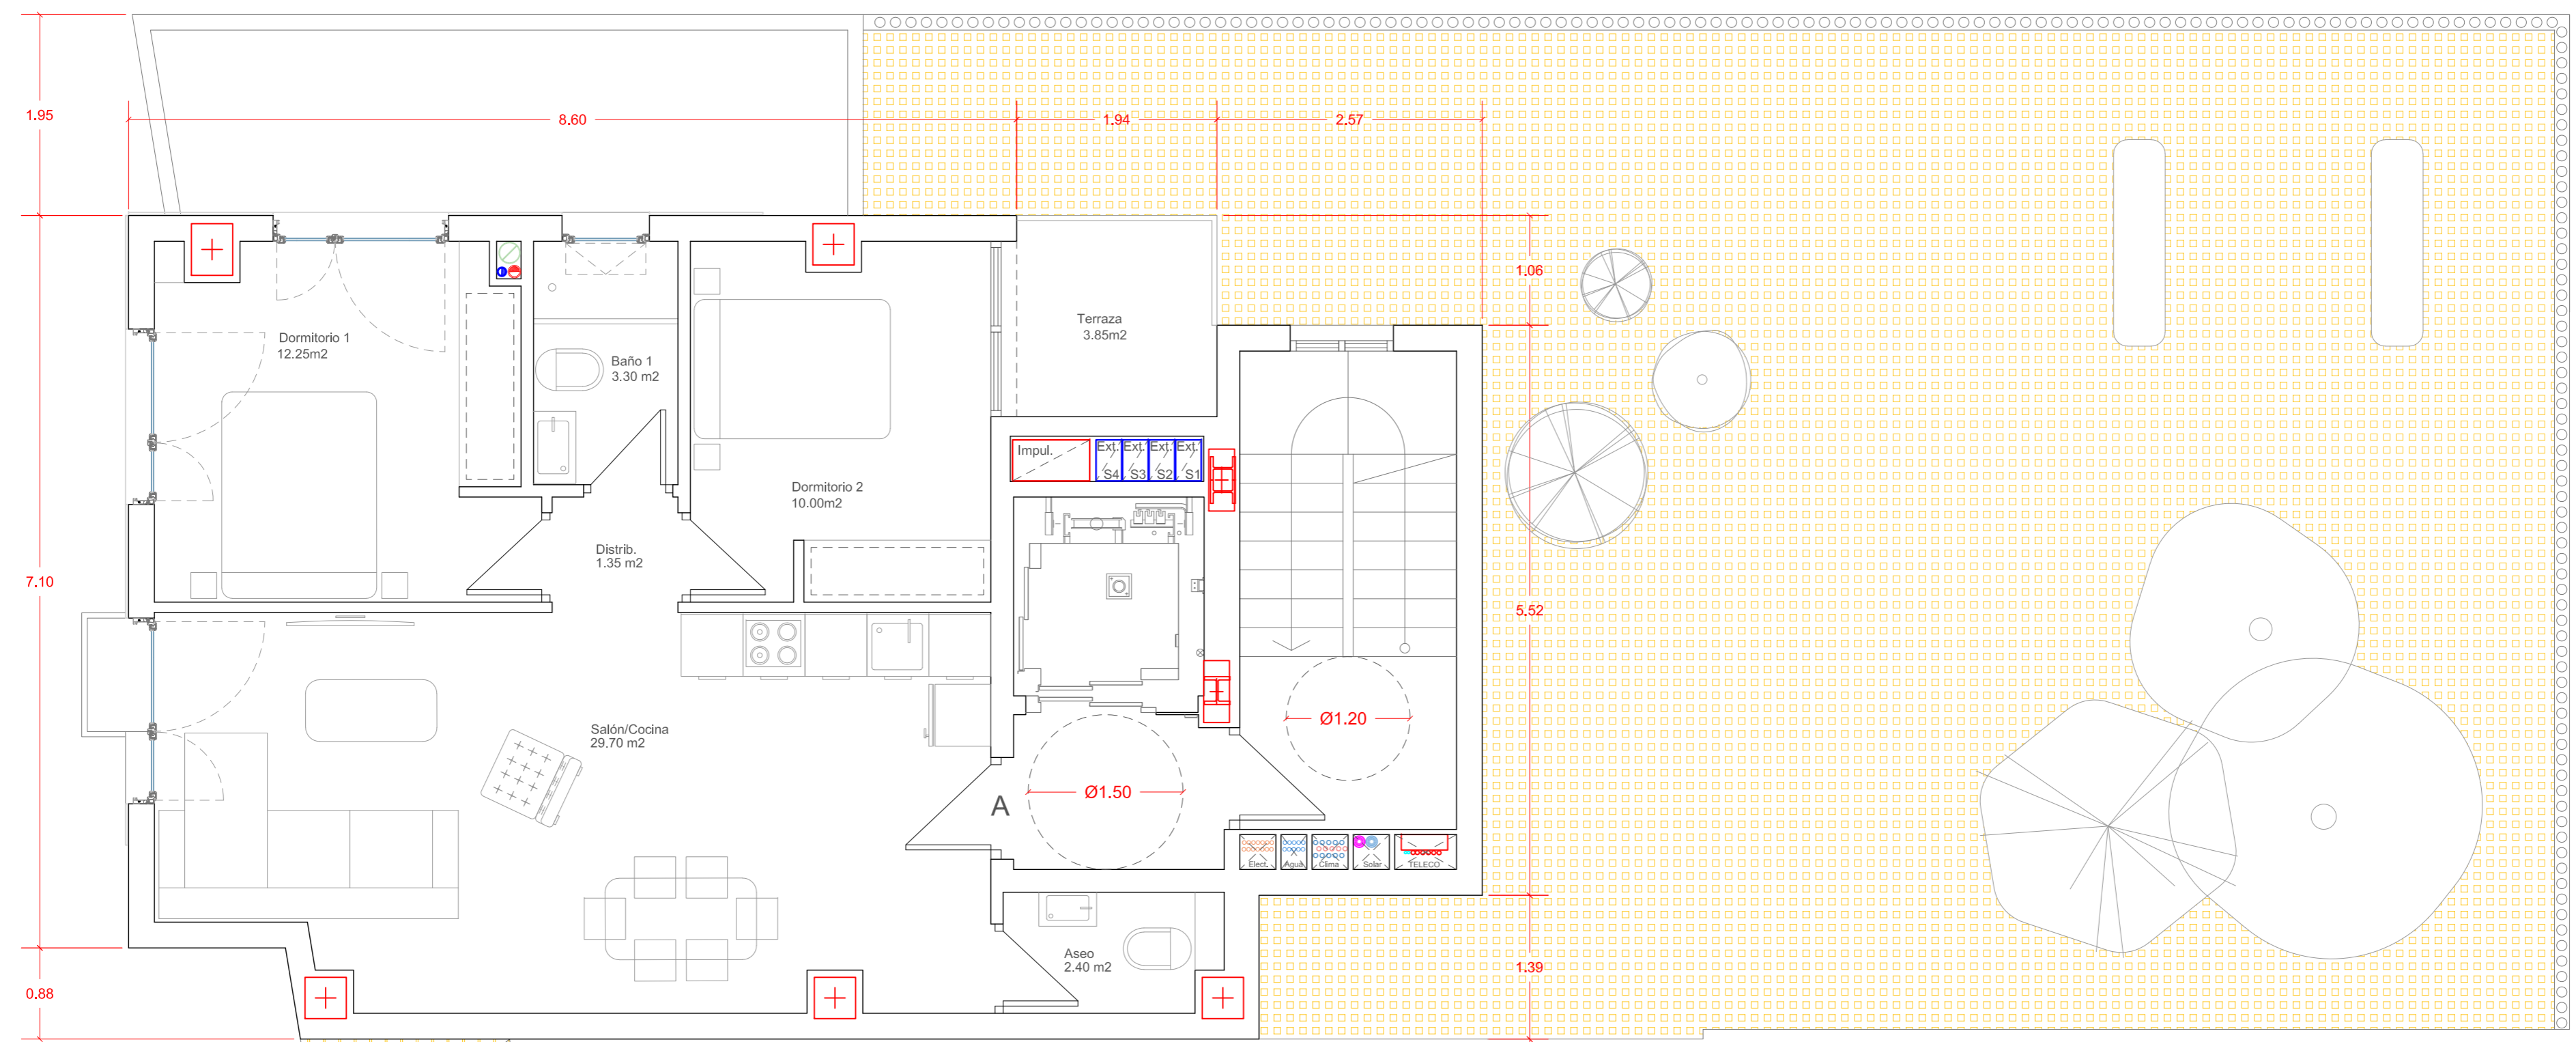 1.95
8.60
1.94
2.57
1.06
Terraza
3.85m2
Dormitorio 1
12.25m2
Baño 1
3.30 m2
Impul.
Ext. Ext. Ext. Ext.
S4 S3 S2 S1
Dormitorio 2
10.00m2
Distrib.
1.35 m2
7.10
5.52
Salón/Cocina
29.70 m2
Ø1.20
Ø1.50
A
Elect. Agua Clima Solar TELECO
Aseo
2.40 m2
1.39
0.88